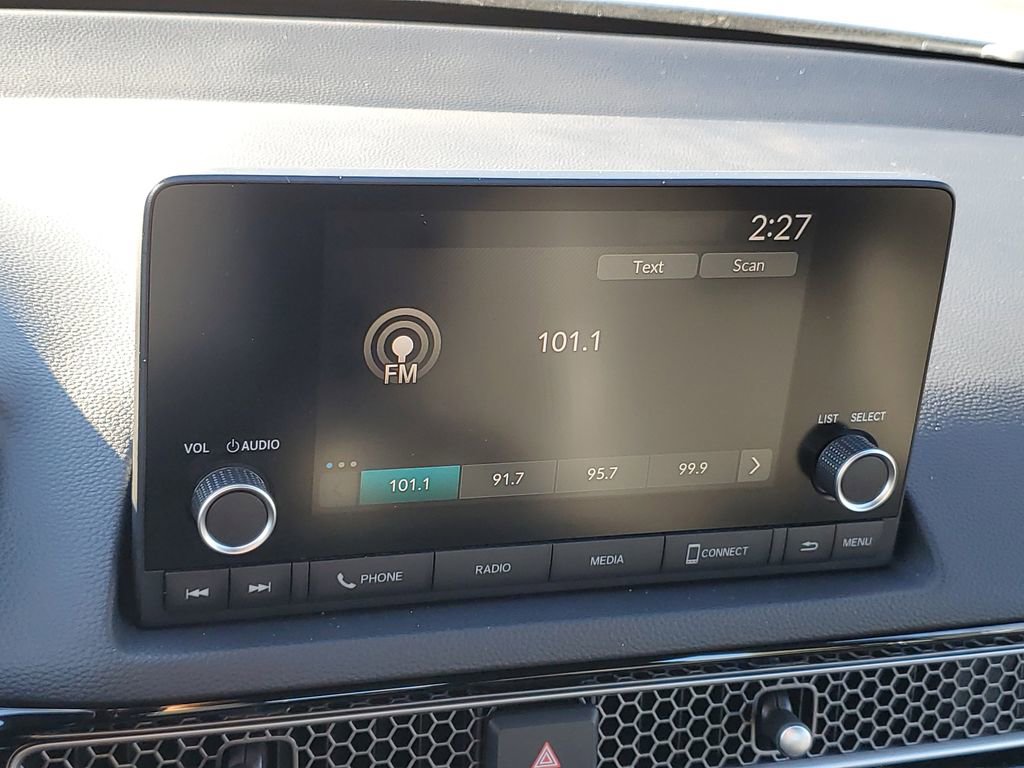 2:27
Text Scan
101.1
FM
LIST SELECT
VOL AUDIO
101.1 91.7 95.7 99.9
PHONE RADIO MEDIA CONNECT MENU